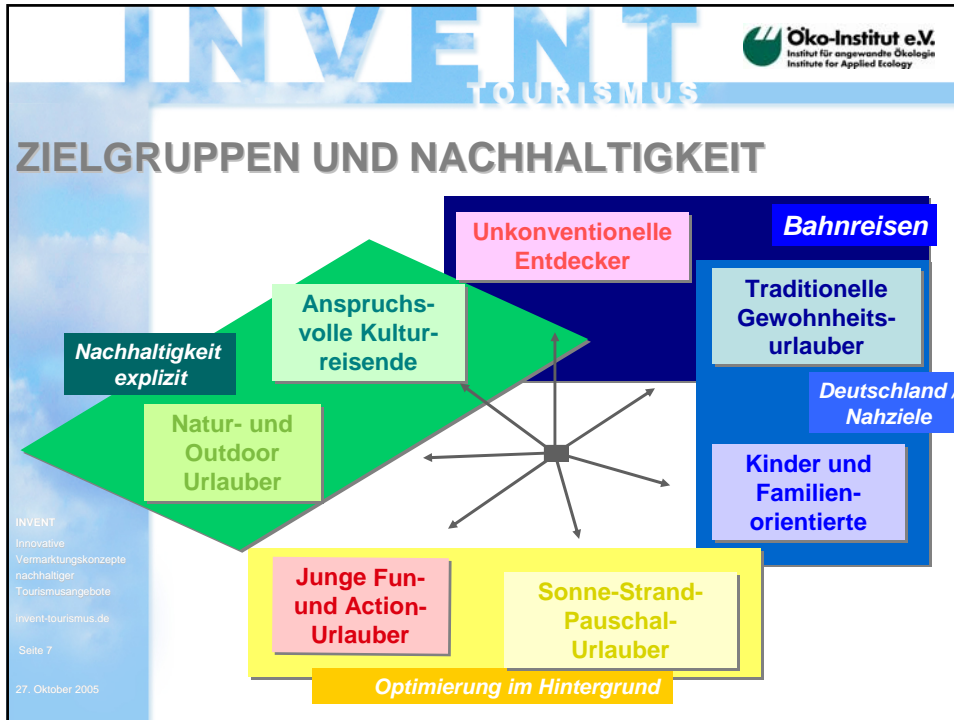 INVENT
TOURISMUS
Öko-Institut e.V.
Institut für angewandte Ökologie
Institute for Applied Ecology
ZIELGRUPPEN UND NACHHALTIGKEIT
Unkonventionelle
Entdecker
Bahnreisen
Anspruchs-
volle Kultur-
reisende
Traditionelle
Gewohnheits-
urlauber
Nachhaltigkeit
explizit
Deutschland /
Nahziele
Natur- und
Outdoor
Urlauber
Kinder und
Familien-
orientierte
Junge Fun-
und Action-
Urlauber
Sonne-Strand-
Pauschal-
Urlauber
Optimierung im Hintergrund
INVENT
Innovative
Vermarktungskonzepte
nachhaltiger
Tourismusangebote
invent-tourismus.de
Seite 7
27. Oktober 2005